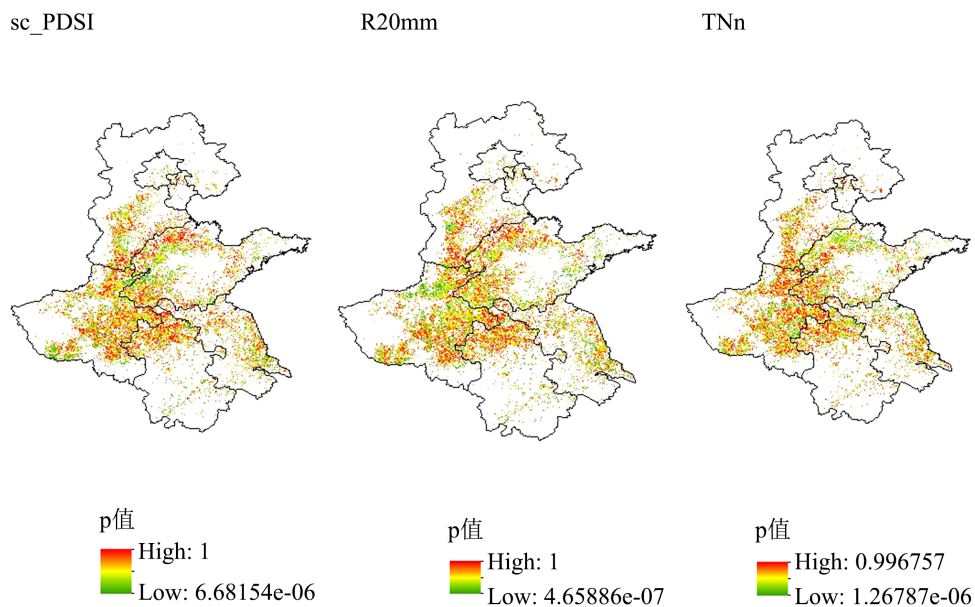 sc_PDSI
R20mm
TNn
p值
High: 1
Low: 6.68154e-06
p值
High: 1
Low: 4.65886e-07
p值
High: 0.996757
Low: 1.26787e-06